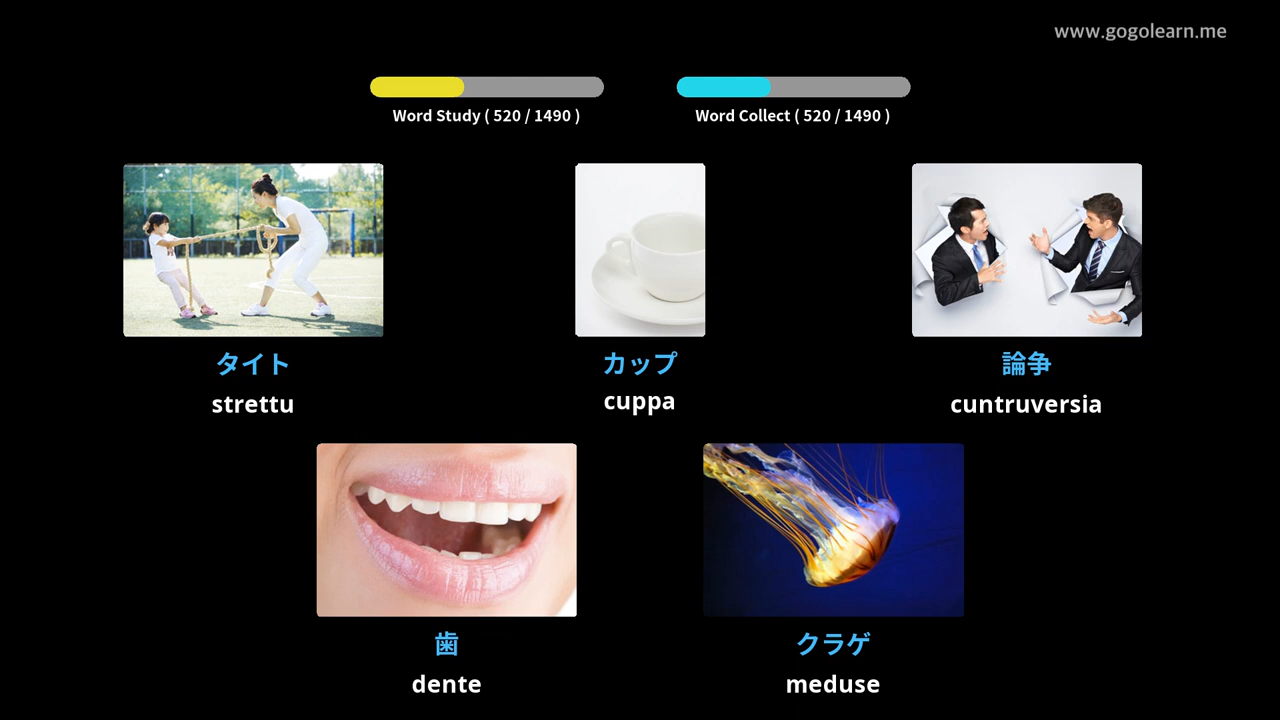 www.gogolearn.me
Word Study ( 520 / 1490 )
Word Collect ( 520 / 1490 )
タイト
strettu
カップ
cuppa
論争
cuntruversia
歯
dente
クラゲ
meduse